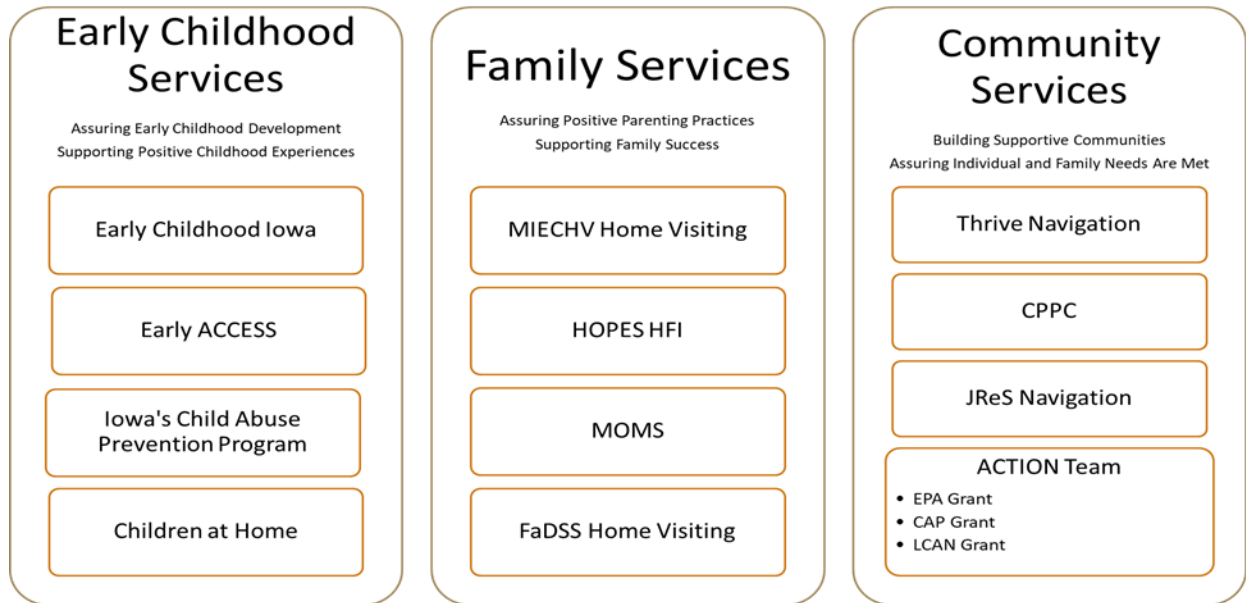 Early Childhood
Services
Assuring Early Childhood Development
Supporting Positive Childhood Experiences
Early Childhood Iowa
Early ACCESS
Iowa's Child Abuse
Prevention Program
Children at Home
Family Services
Assuring Positive Parenting Practices
Supporting Family Success
MIECHV Home Visiting
HOPES HFI
MOMS
FaDSS Home Visiting
Community
Services
Building Supportive Communities
Assuring Individual and Family Needs Are Met
Thrive Navigation
CPPC
JReS Navigation
ACTION Team
• EPA Grant
• CAP Grant
• LCAN Grant